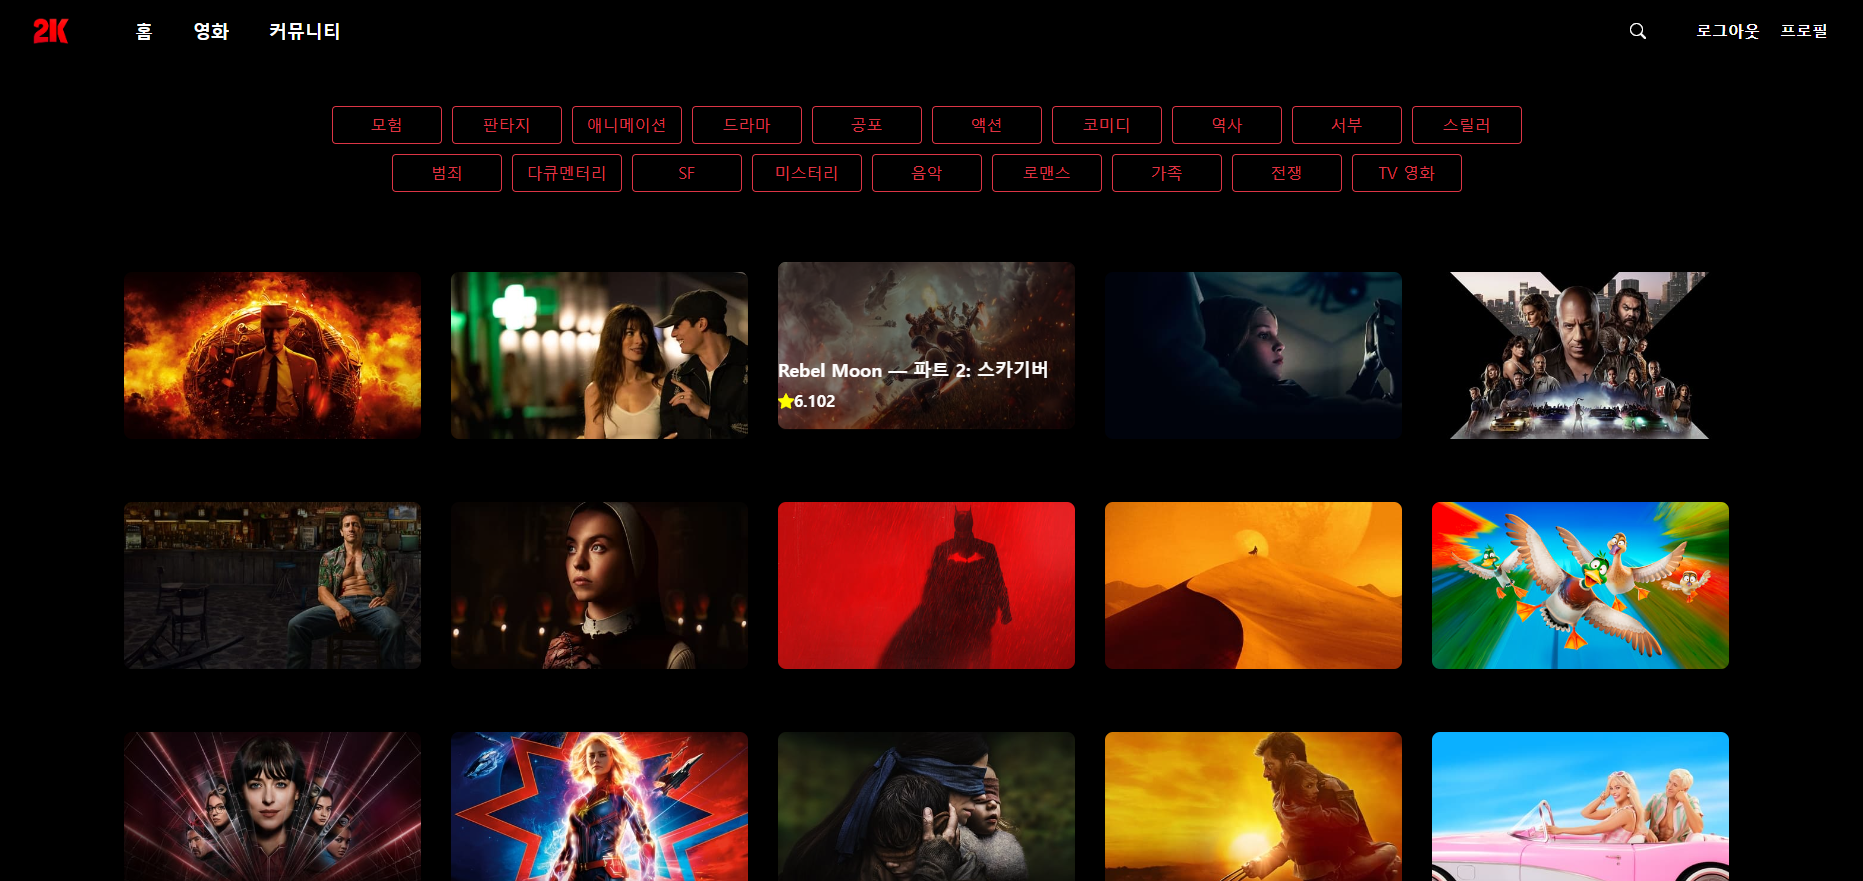 2K 홈 영화 커뮤니티 로그아웃 프로필
모험 판타지 애니메이션 드라마 공포 액션 코미디 역사 서부 스릴러
범죄 다큐멘터리 SF 미스터리 음악 로맨스 가족 전쟁 TV 영화
Rebel Moon — 파트 2: 스카기버
6.102